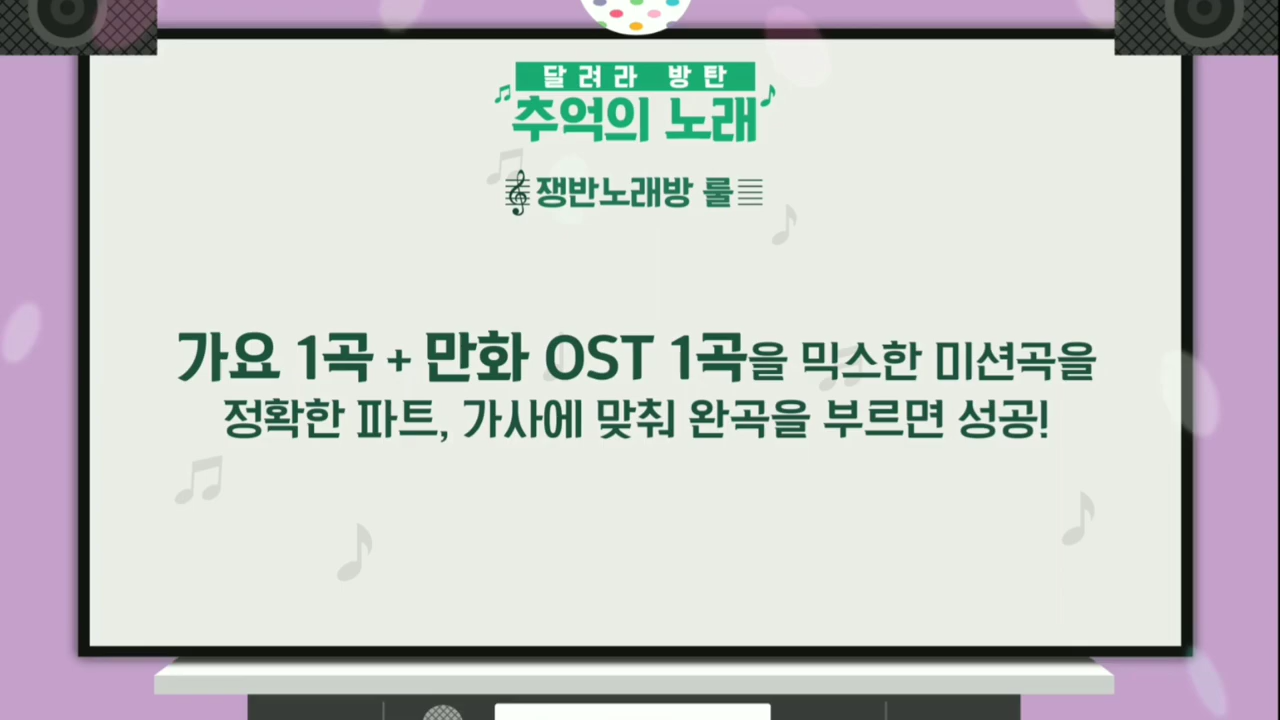 달려라 방탄
추억의 노래
쟁반노래방 룰
가요 1곡 + 만화 OST 1곡을 믹스한 미션곡을
정확한 파트, 가사에 맞춰 완곡을 부르면 성공!